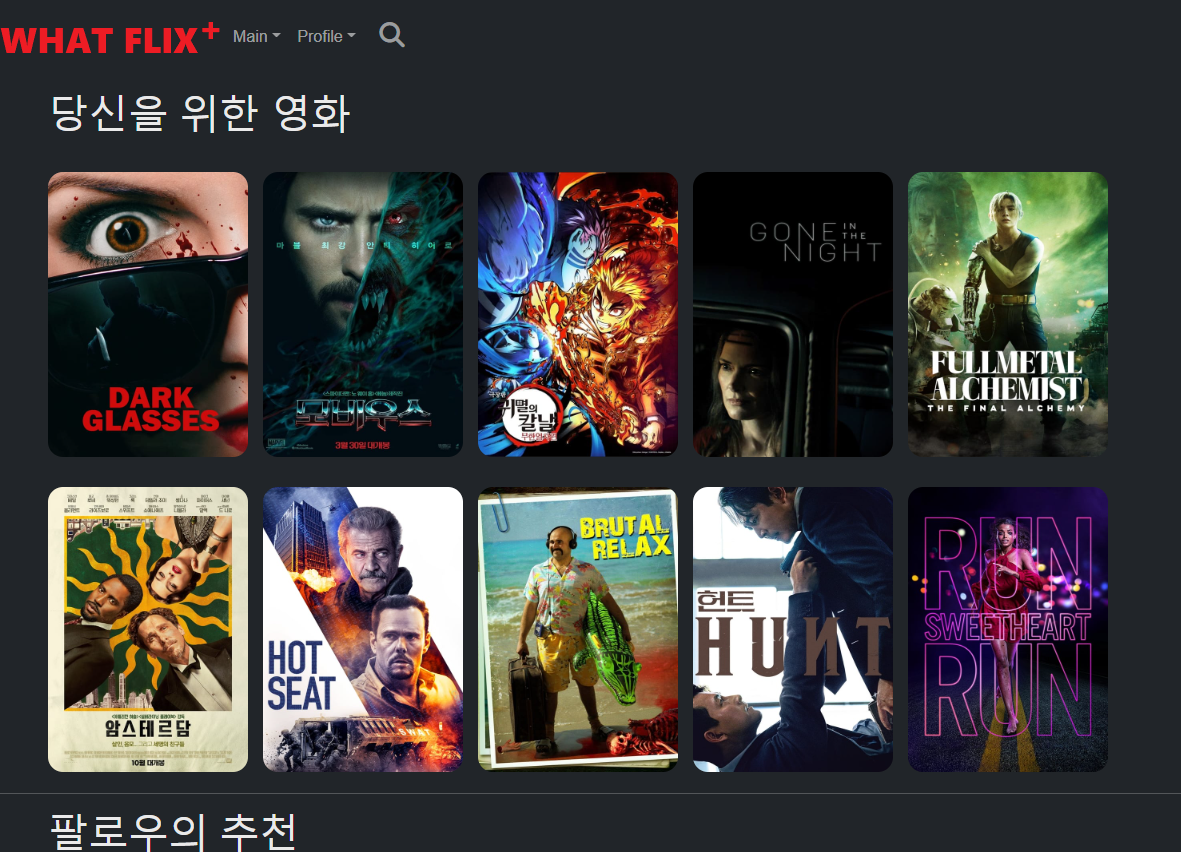 WHAT FLIX+ Main Profile
당신을 위한 영화
DARK
GLASSES
마블 최강 안티 히어로
모비우스
3월 30일 대개봉
극장판
귀멸의
칼날
무한열차편
GONE IN THE
NIGHT
FULLMETAL
ALCHEMIST
THE FINAL ALCHEMY
암스테르담
10월 대개봉
HOT
SEAT
SWAT
BRUTAL
RELAX
헌트
HUNT
RUN
SWEETHEART
RUN
팔로우의 추천